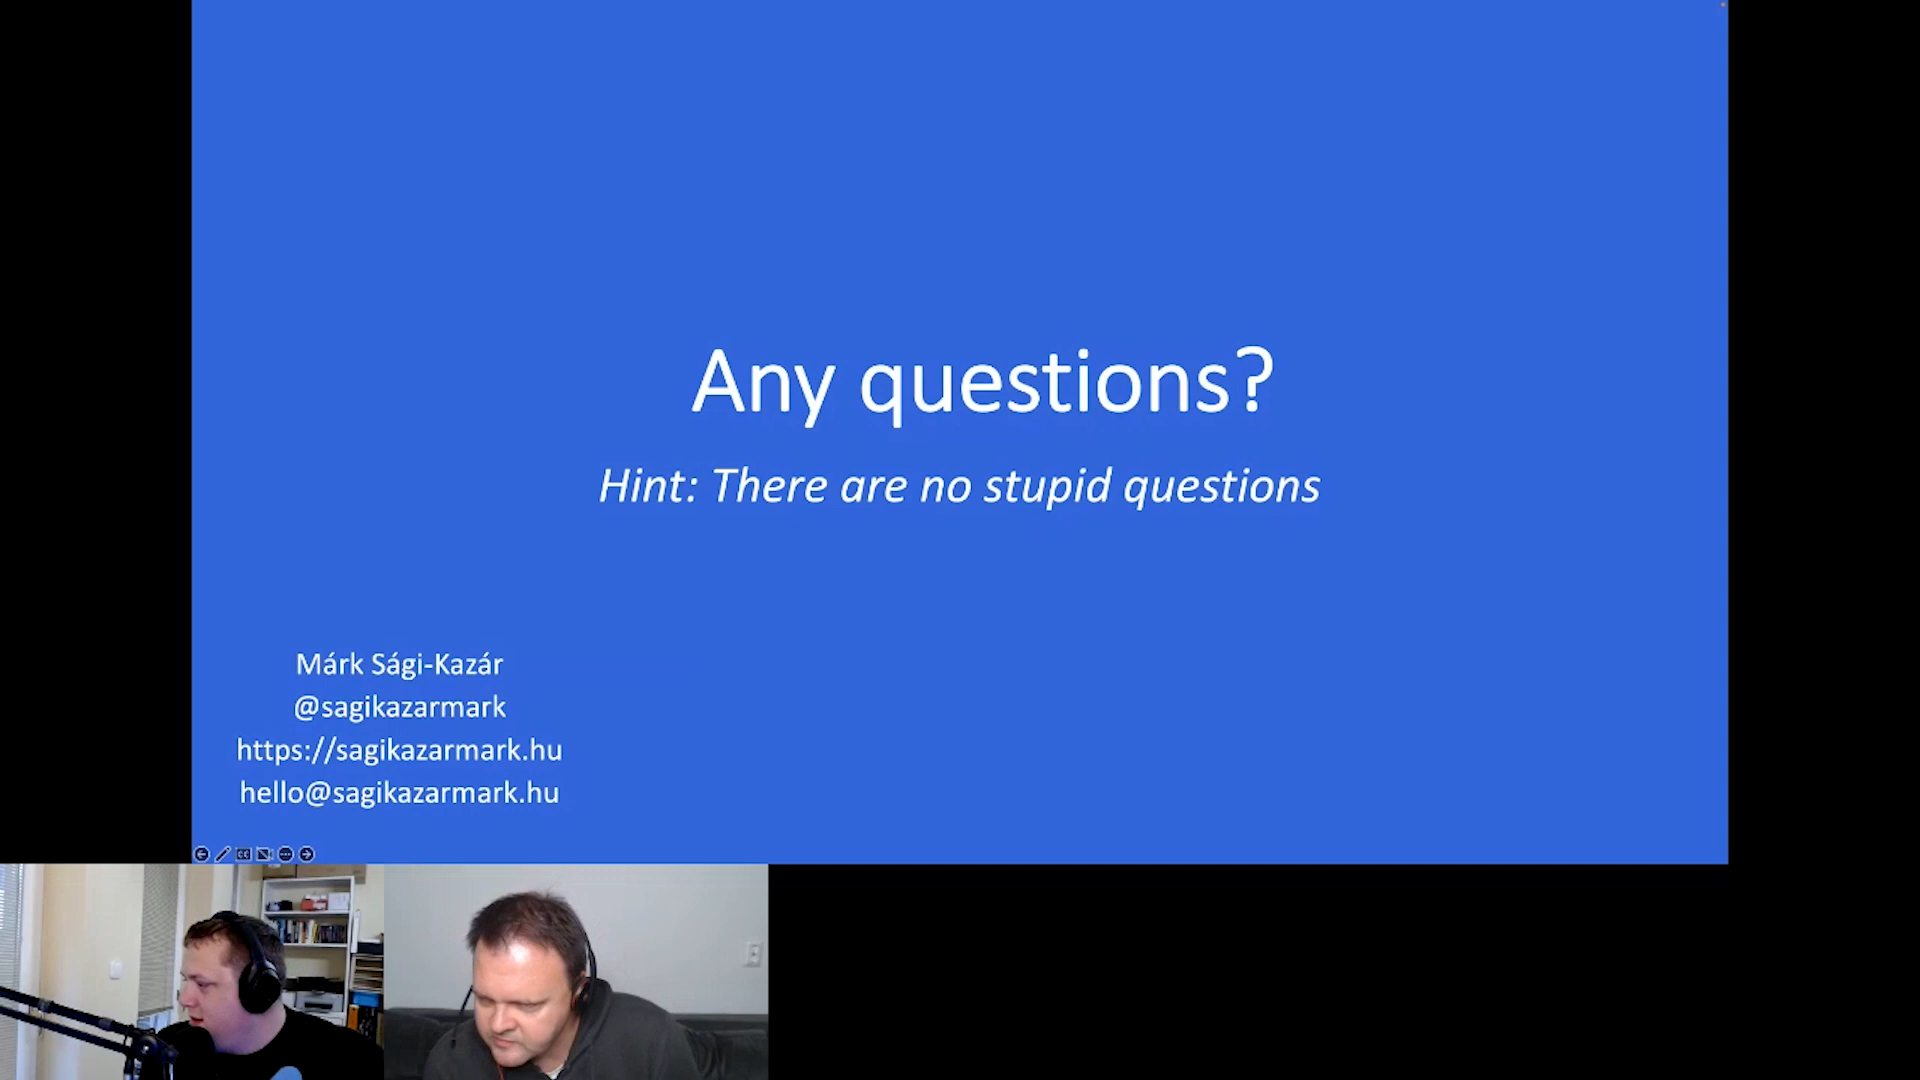 Any questions?
Hint: There are no stupid questions
Márk Sági-Kazár
@sagikazarmark
https://sagikazarmark.hu
hello@sagikazarmark.hu